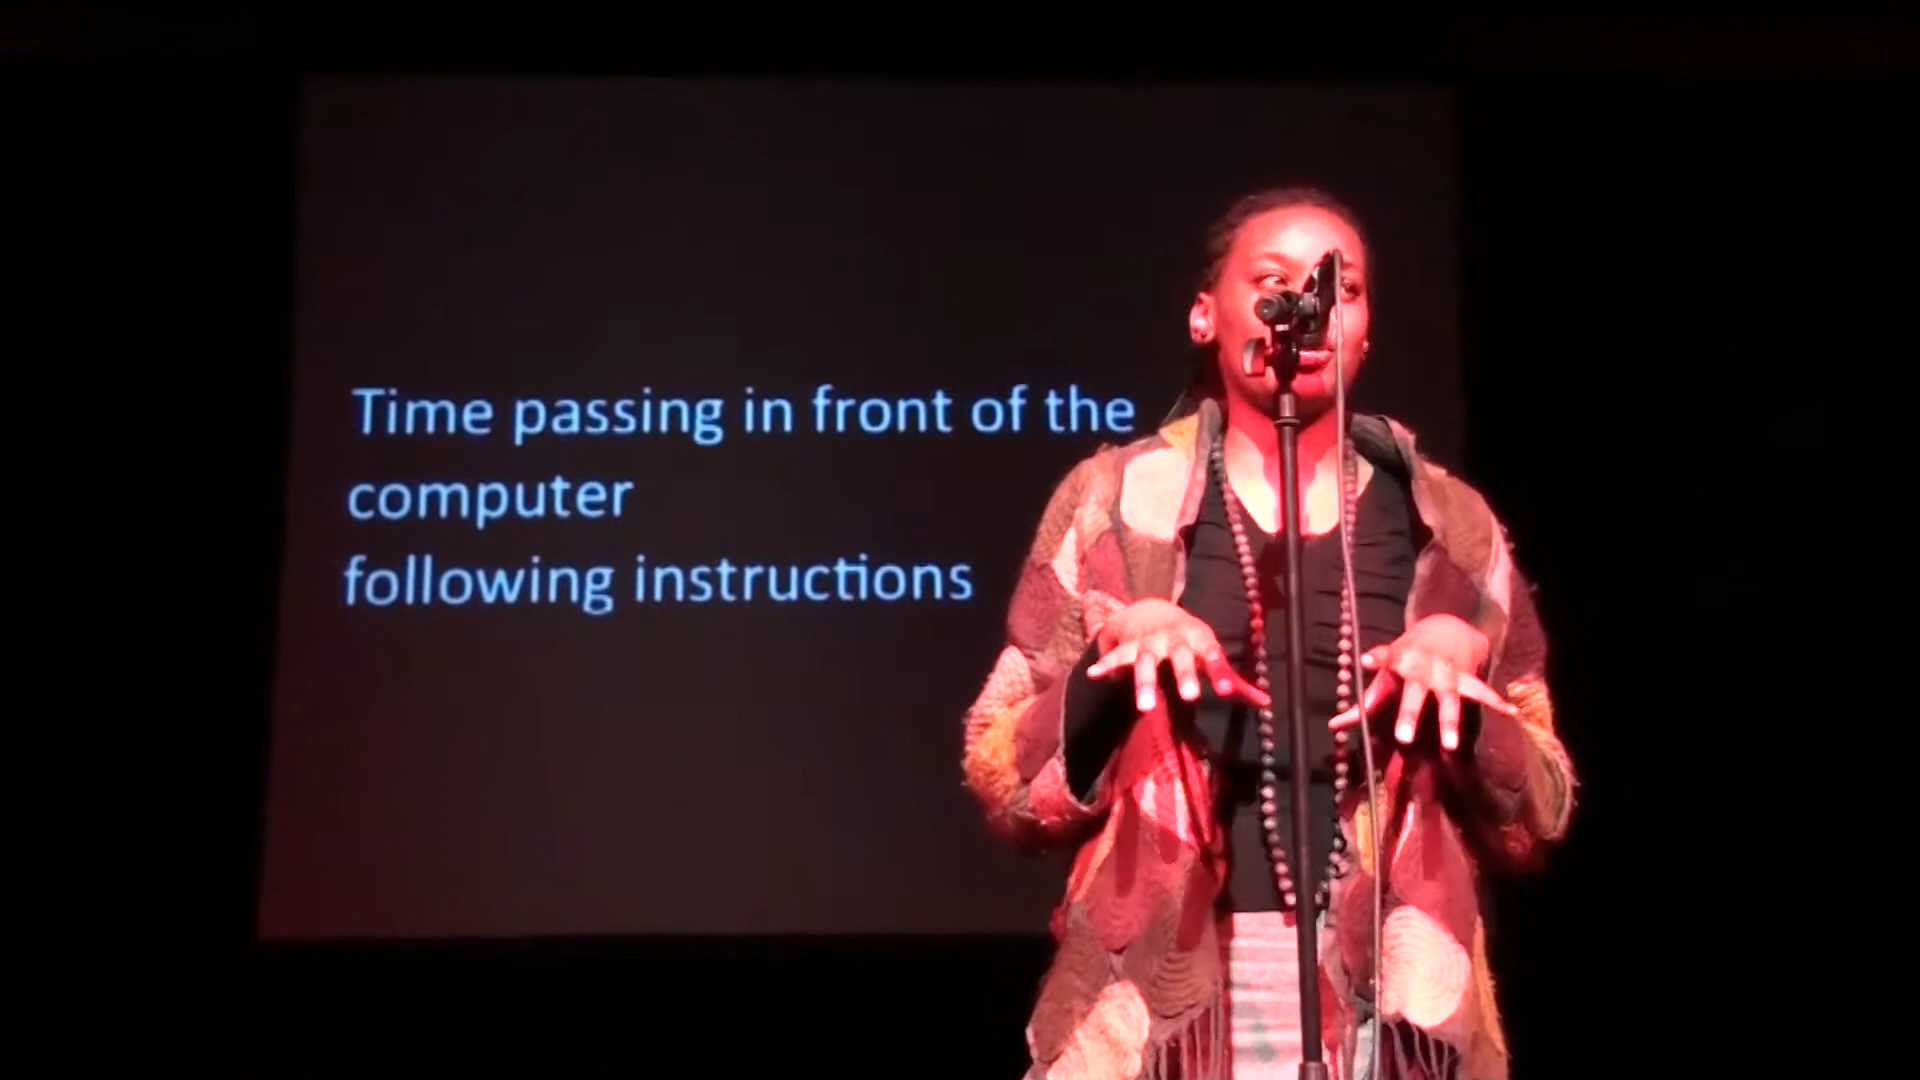 Time passing in front of the
computer
following instructions